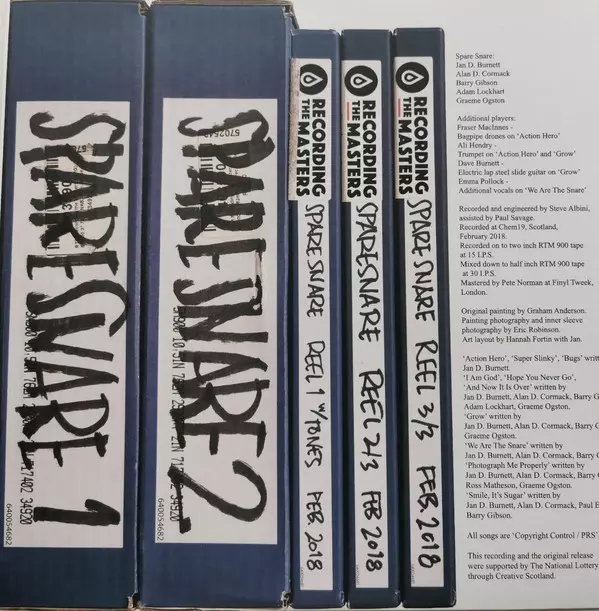 SPARE SNARE 1
640054682
SPARE SNARE 2
640054682
RECORDING
THE MASTERS
SPARE SNARE REEL 1 W/TONES FEB. 2018
RECORDING
THE MASTERS
SPARE SNARE REEL 2/3 FEB 2018
RECORDING
THE MASTERS
SPARE SNARE REEL 3/3 FEB. 2018
Spare Snare:
Jan D. Burnett
Alan D. Cormack
Barry Gibson
Adam Lockhart
Graeme Ogston
Additional players:
Fraser MacInnes -
Bagpipe drones on 'Action Hero'
Ali Hendry -
Trumpet on 'Action Hero' and 'Grow'
Dave Burnett -
Electric lap steel slide guitar on 'Grow'
Emma Pollock -
Additional vocals on 'We Are The Snare'
Recorded and engineered by Steve Albini,
assisted by Paul Savage.
Recorded at Chem19, Scotland,
February 2018.
Recorded on to two inch RTM 900 tape
at 15 I.P.S.
Mixed down to half inch RTM 900 tape
at 30 I.P.S.
Mastered by Pete Norman at Finyl Tweek,
London.
Original painting by Graham Anderson.
Painting photography and inner sleeve
photography by Eric Robinson.
Art layout by Hannah Fortin with Jan.
'Action Hero', 'Super Slinky', 'Bugs' writt
Jan D. Burnett.
'I Am God', 'Hope You Never Go',
'And Now It Is Over' written by
Jan D. Burnett, Alan D. Cormack, Barry G
Adam Lockhart, Graeme Ogston.
'Grow' written by
Jan D. Burnett, Alan D. Cormack, Barry G
Graeme Ogston.
'We Are The Snare' written by
Jan D. Burnett, Alan D. Cormack, Barry G
'Photograph Me Properly' written by
Jan D. Burnett, Alan D. Cormack, Barry G
Ross Matheson, Graeme Ogston.
'Smile, It's Sugar' written by
Jan D. Burnett, Alan D. Cormack, Paul E
Barry Gibson.
All songs are 'Copyright Control / PRS'
This recording and the original release
were supported by The National Lottery
through Creative Scotland.